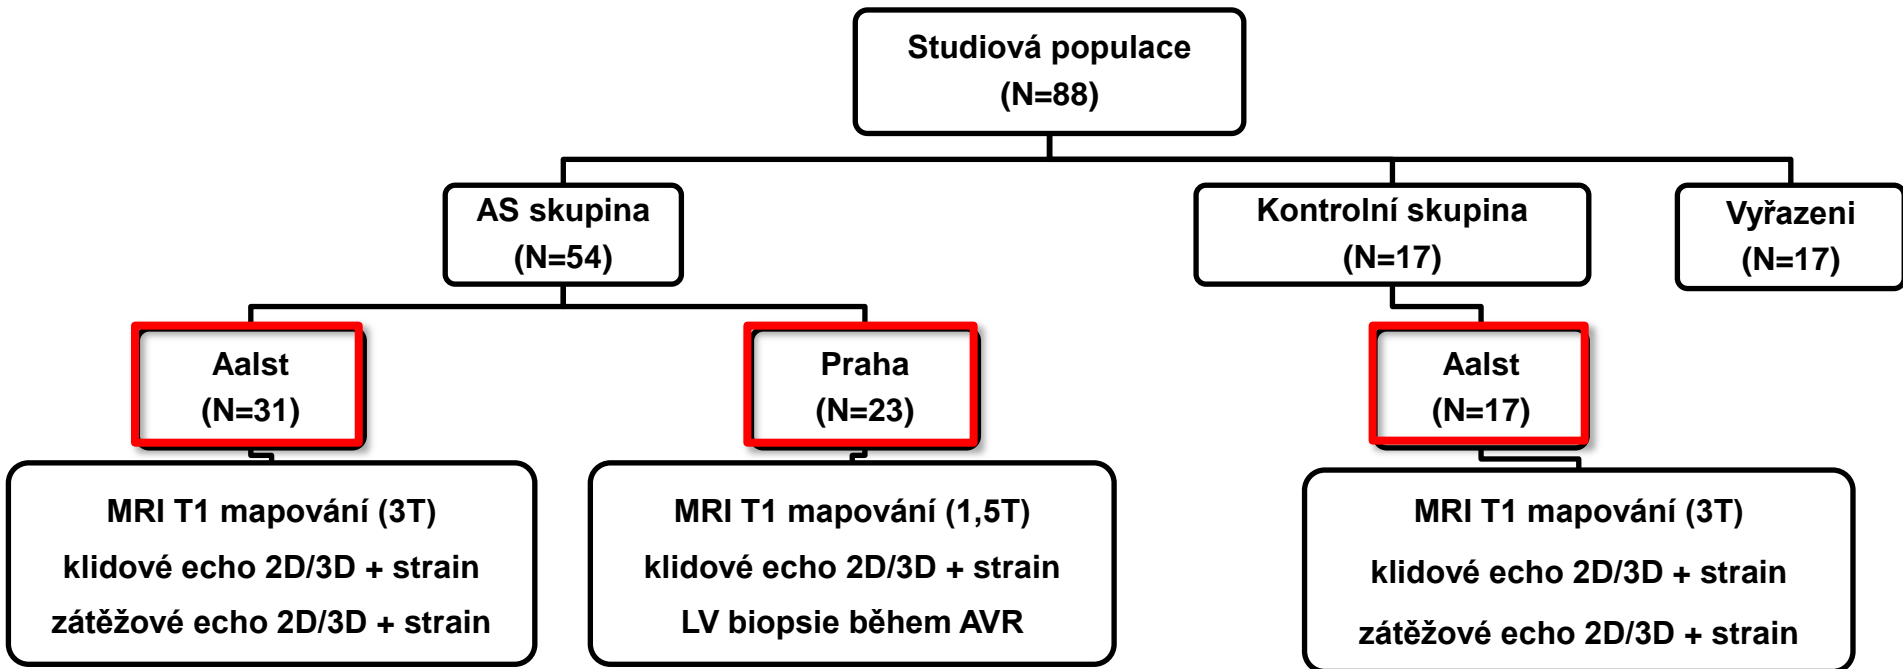 Studiová populace
(N=88)
AS skupina
(N=54)
Kontrolní skupina
(N=17)
Vyřazeni
(N=17)
Aalst
(N=31)
Praha
(N=23)
Aalst
(N=17)
MRI T1 mapování (3T)
klidové echo 2D/3D + strain
zátěžové echo 2D/3D + strain
MRI T1 mapování (1,5T)
klidové echo 2D/3D + strain
LV biopsie během AVR
MRI T1 mapování (3T)
klidové echo 2D/3D + strain
zátěžové echo 2D/3D + strain